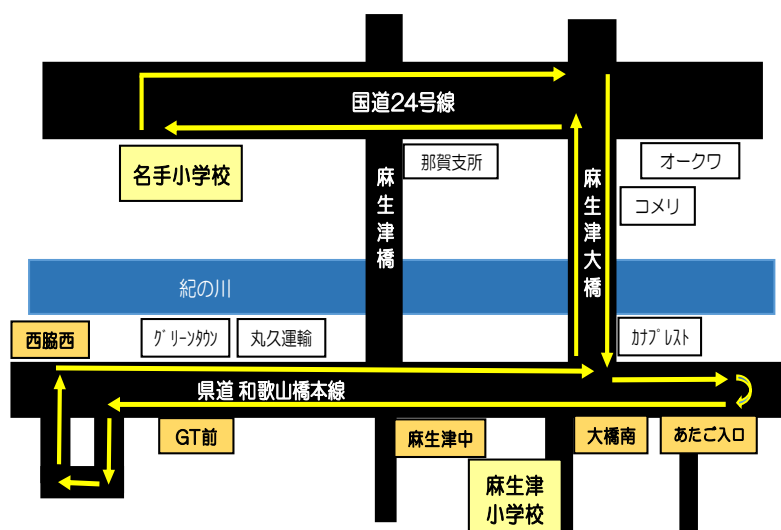 国道24号線
名手小学校
那賀支所
オークワ
コメリ
麻生津橋
麻生津大橋
紀の川
西脇西
グリーンタウン
丸久運輸
カナプレスト
県道 和歌山橋本線
GT前
麻生津中
大橋南
あたご入口
麻生津
小学校